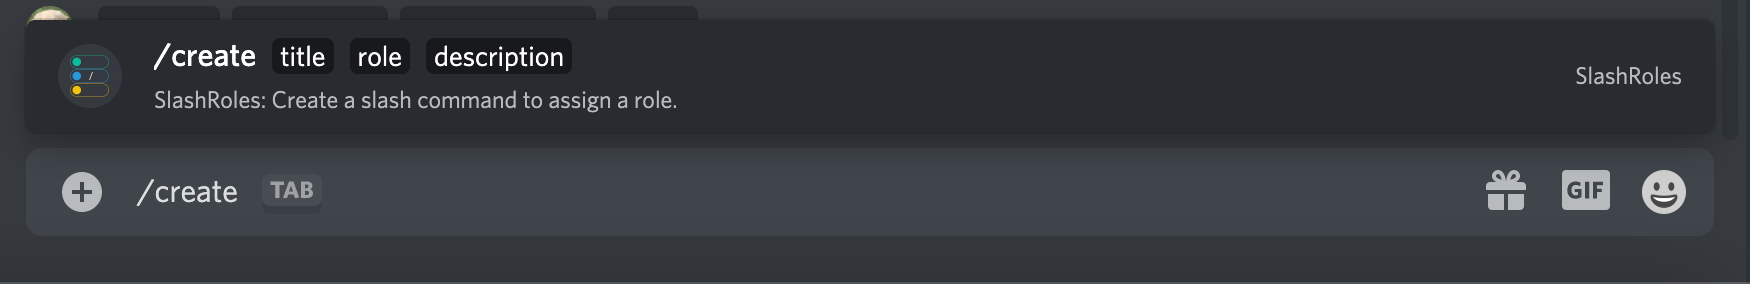 /create title role description
SlashRoles: Create a slash command to assign a role.
SlashRoles
/
/create TAB
GIF